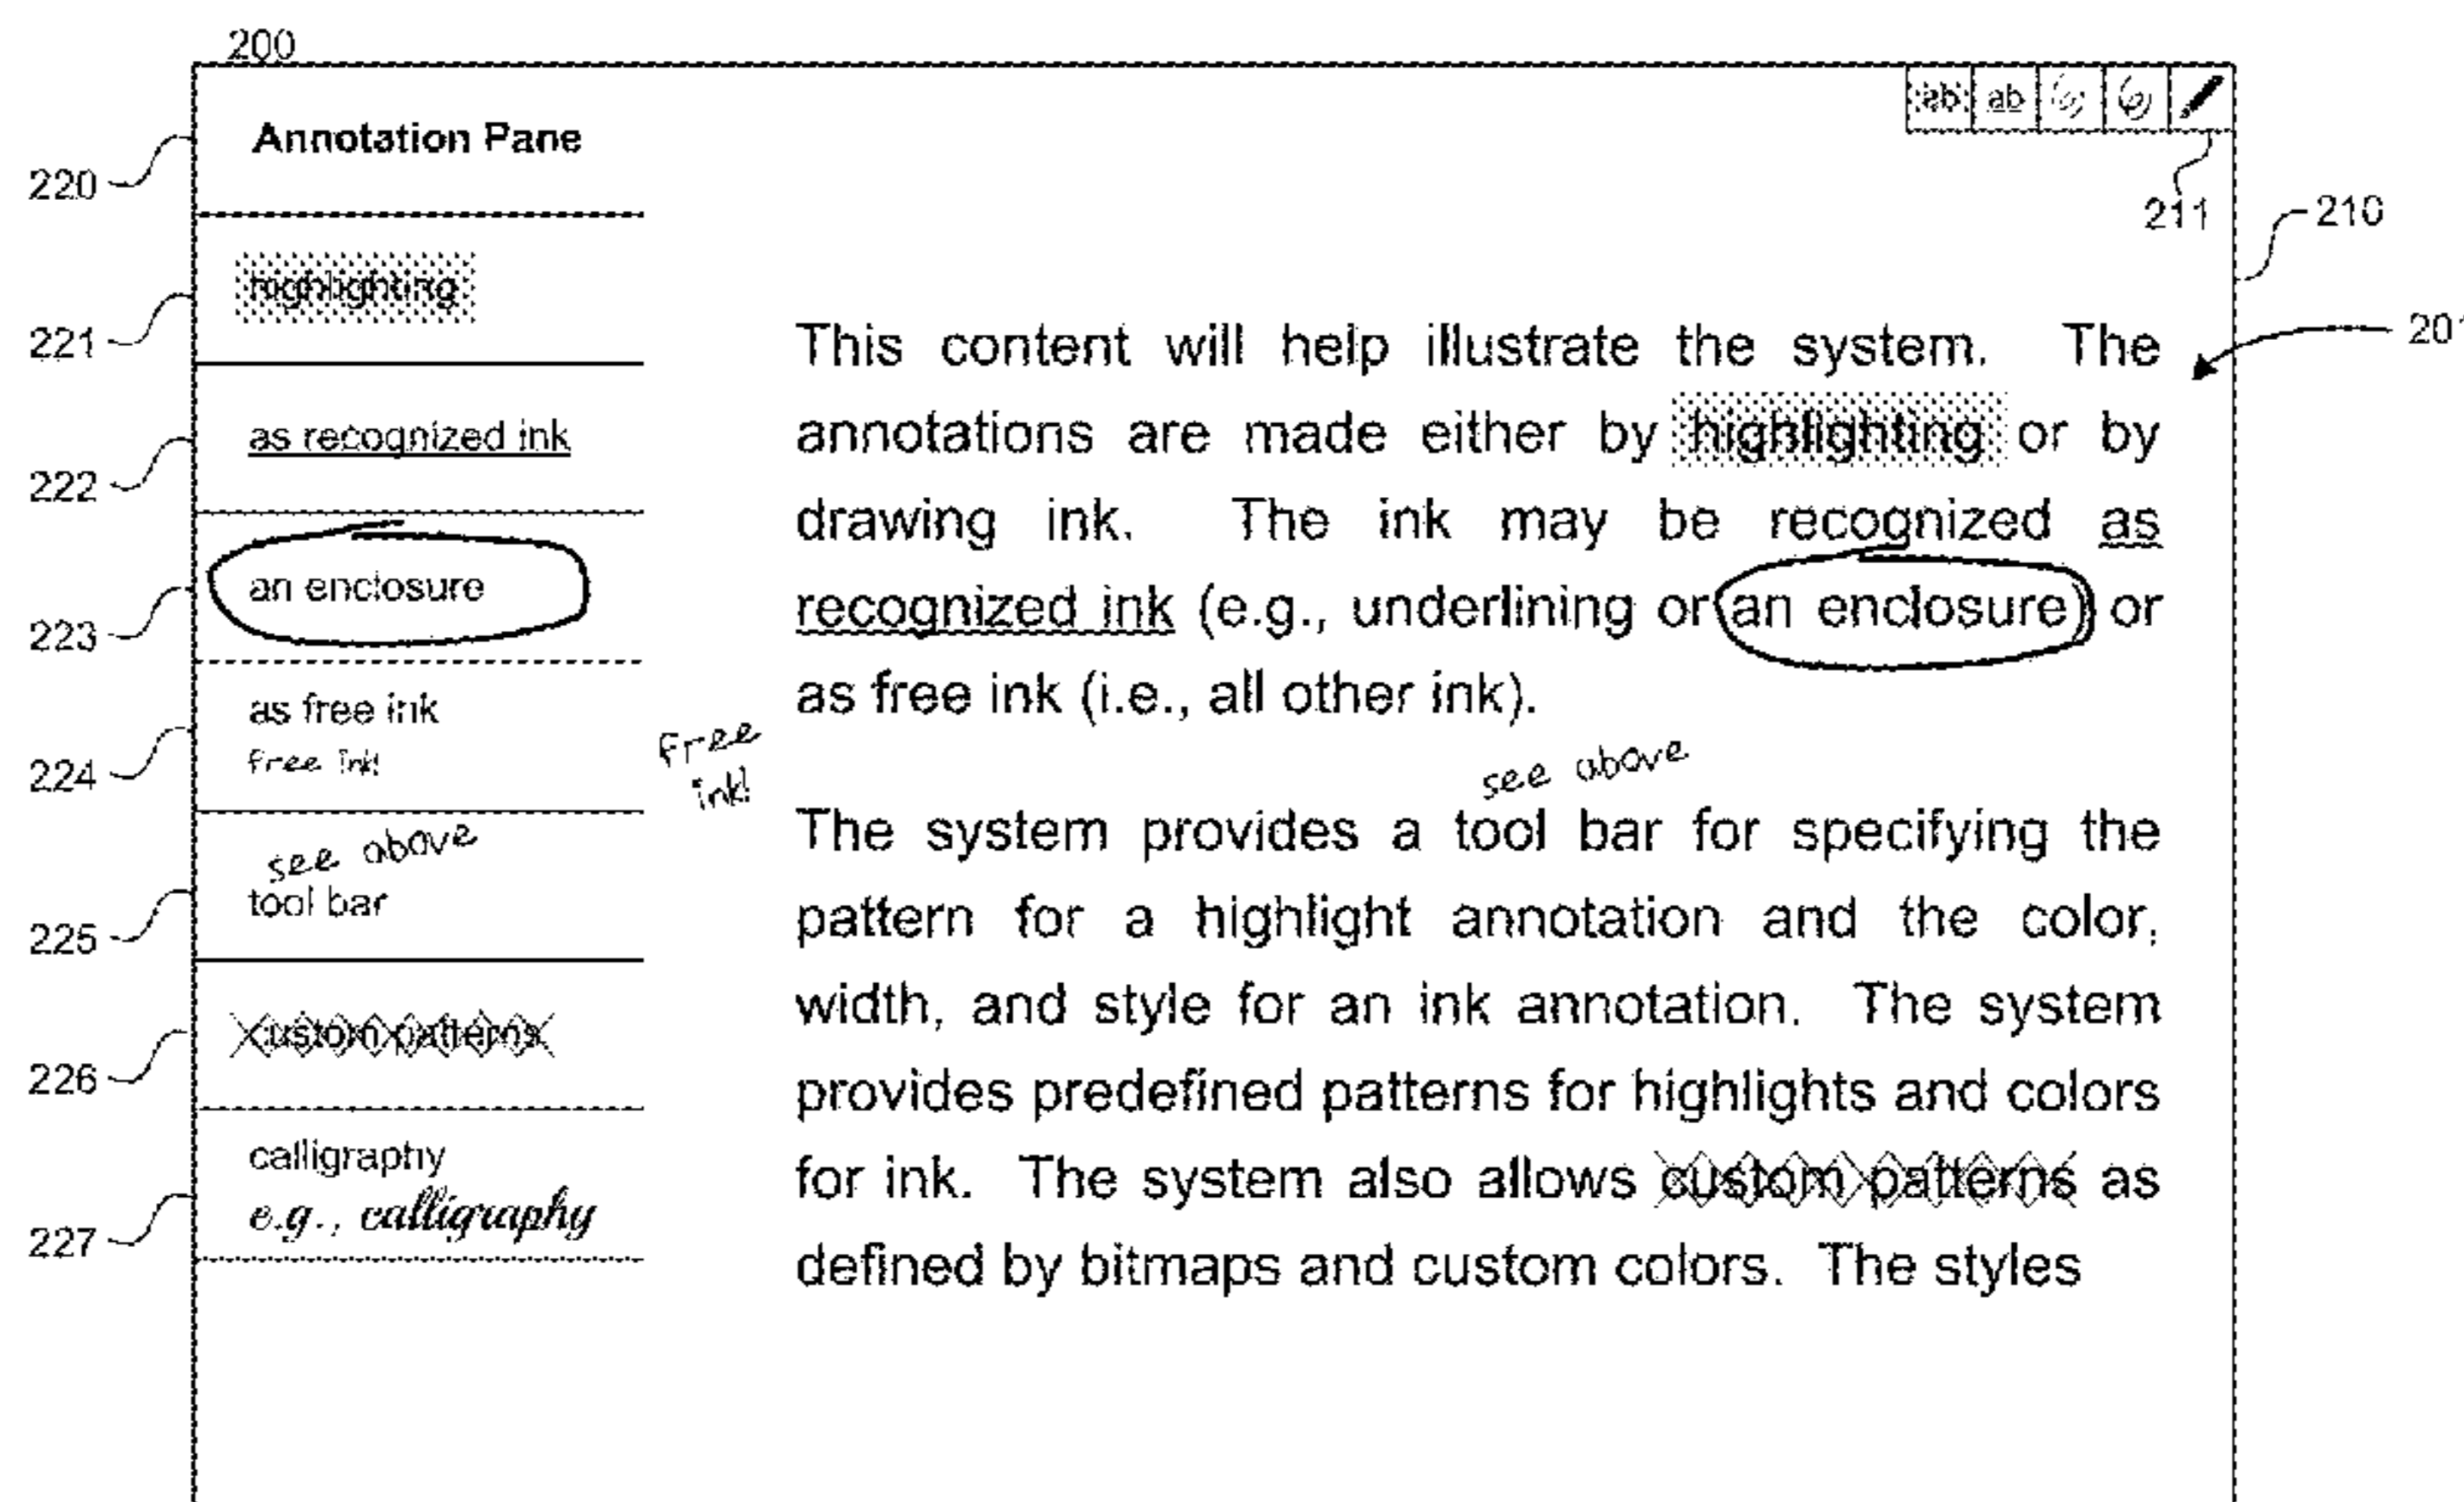 200
Annotation Pane
ab ab
220
211
210
highlighting
221
201
as recognized ink
222
an enclosure
223
as free ink
free ink!
224
see above
tool bar
225
custom patterns
226
calligraphy
e.g., calligraphy
227
This content will help illustrate the system. The
annotations are made either by highlighting or by
drawing ink. The ink may be recognized as
recognized ink (e.g., underlining or an enclosure) or
as free ink (i.e., all other ink).
free
ink!
see above
The system provides a tool bar for specifying the
pattern for a highlight annotation and the color,
width, and style for an ink annotation. The system
provides predefined patterns for highlights and colors
for ink. The system also allows custom patterns as
defined by bitmaps and custom colors. The styles